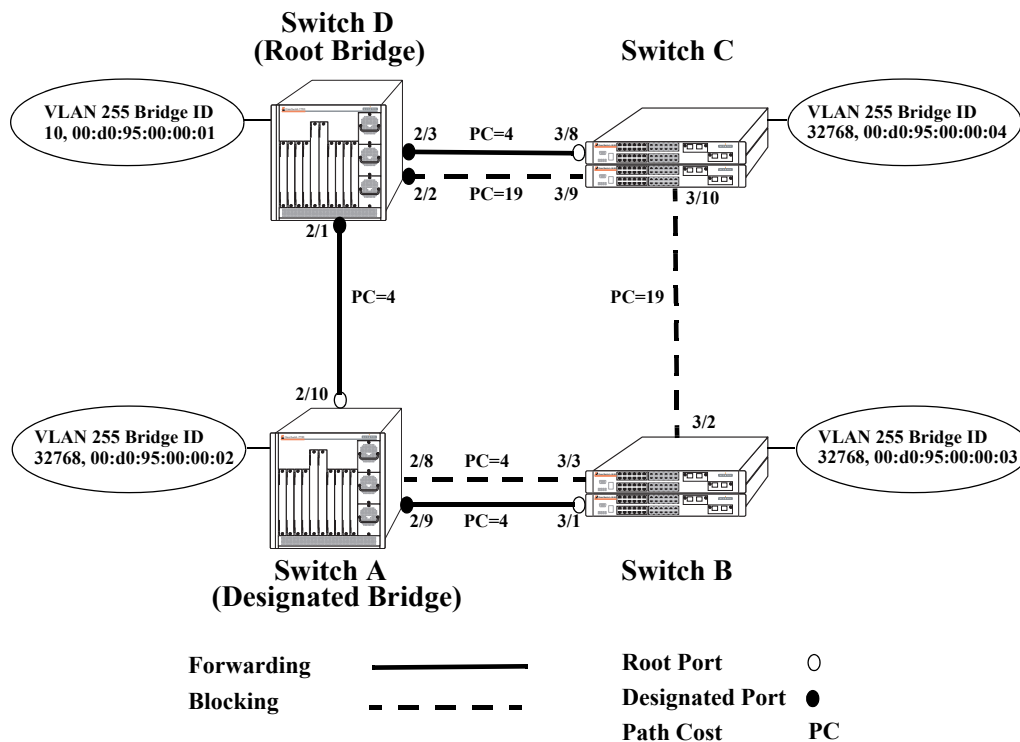 Switch D
(Root Bridge)
Switch C
VLAN 255 Bridge ID
10, 00:d0:95:00:00:01
VLAN 255 Bridge ID
32768, 00:d0:95:00:00:04
2/3
PC=4
3/8
2/2
PC=19
3/9
3/10
2/1
PC=4
PC=19
2/10
3/2
VLAN 255 Bridge ID
32768, 00:d0:95:00:00:02
VLAN 255 Bridge ID
32768, 00:d0:95:00:00:03
2/8
PC=4
3/3
2/9
PC=4
3/1
Switch A
(Designated Bridge)
Switch B
Forwarding
Root Port
Blocking
Designated Port
Path Cost
PC